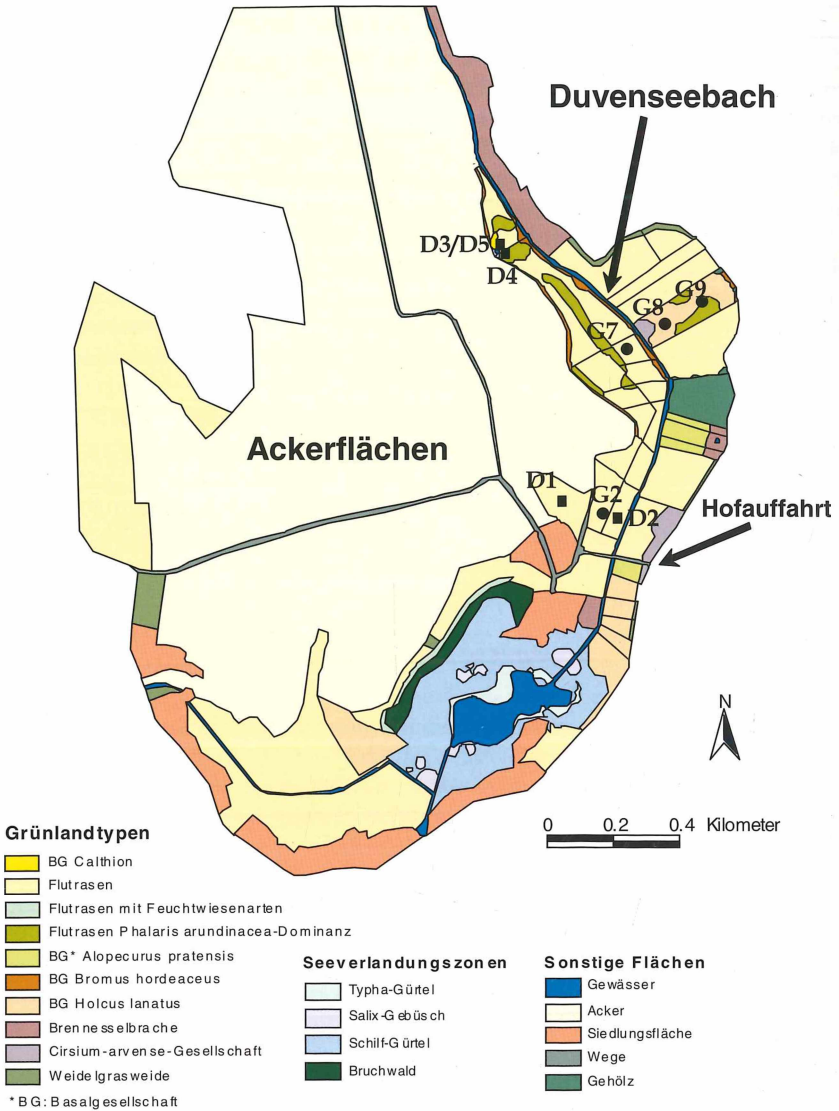 Duvenseebach
D3/D5
D4
G9
G8
G7
Ackerflächen
D1
G2
D2
Hofauffahrt
N
0 0.2 0.4 Kilometer
Grünlandtypen
BG Calthion
Flutrasen
Flutrasen mit Feuchtwiesenarten
Flutrasen Phalaris arundinacea-Dominanz
BG* Alopecurus pratensis
BG Bromus hordeaceus
BG Holcus lanatus
Brennesselbrache
Cirsium-arvense-Gesellschaft
Weidelgrasweide
* BG: Basalgesellschaft
Seeverlandungszonen
Typha-Gürtel
Salix-Gebüsch
Schilf-Gürtel
Bruchwald
Sonstige Flächen
Gewässer
Acker
Siedlungsfläche
Wege
Gehölz